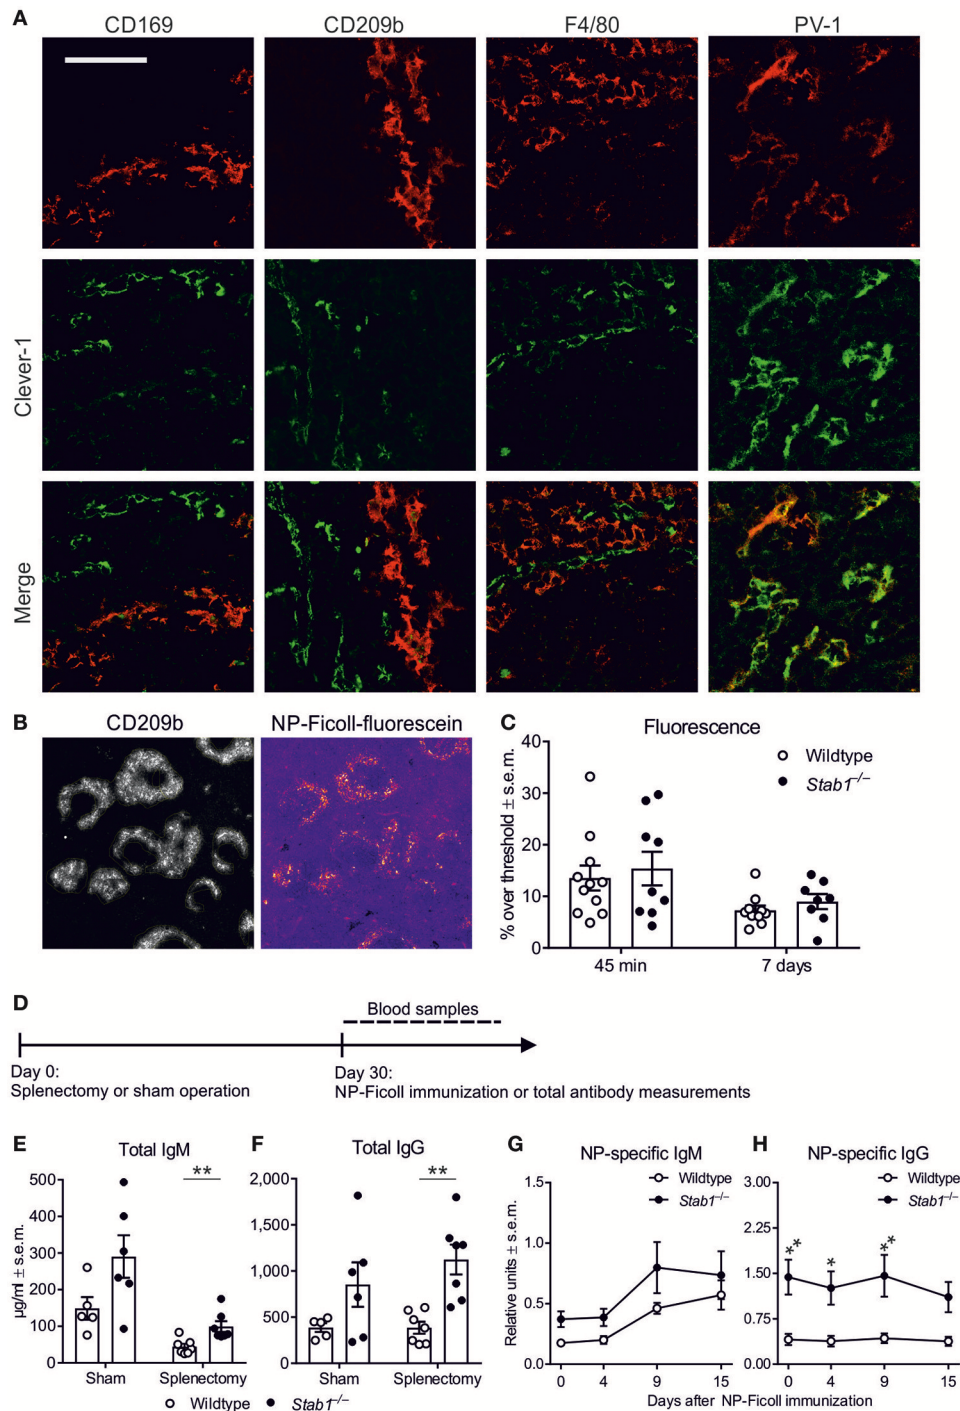 A
CD169 CD209b F4/80 PV-1
Clever-1
Merge
B
CD209b NP-Ficoll-fluorescein
C
Fluorescence
Wildtype
Stab1⁻/⁻
% over threshold ± s.e.m.
40
30
20
10
0
45 min 7 days
D
Blood samples
Day 0:
Splenectomy or sham operation
Day 30:
NP-Ficoll immunization or total antibody measurements
E
Total IgM
**
µg/ml ± s.e.m.
500
400
300
200
100
0
Sham Splenectomy
F
Total IgG
**
2,000
1,500
1,000
500
0
Sham Splenectomy
Wildtype Stab1⁻/⁻
G
NP-specific IgM
Wildtype
Stab1⁻/⁻
Relative units ± s.e.m.
1.5
1.0
0.5
0.0
0 4 9 15
H
NP-specific IgG
Wildtype
Stab1⁻/⁻
3.00
2.25
1.50
0.75
0.00
** * **
0 4 9 15
Days after NP-Ficoll immunization